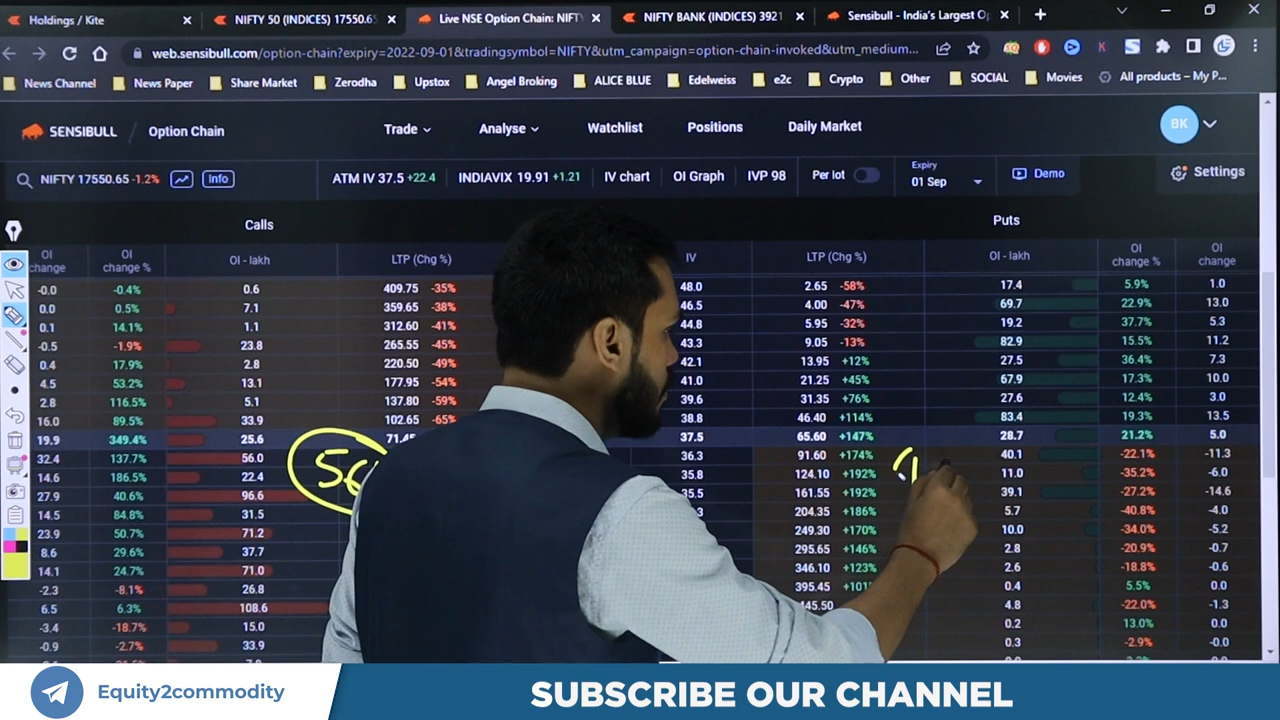 Holdings / Kite
NIFTY 50 (INDICES) 17550.65
Live NSE Option Chain: NIFT
NIFTY BANK (INDICES) 3921
Sensibull - India's Largest O
web.sensibull.com/option-chain?expiry=2022-09-01&tradingsymbol=NIFTY&utm_campaign=option-chain-invoked&utm_medium...
News Channel News Paper Share Market Zerodha Upstox Angel Broking ALICE BLUE Edelweiss e2c Crypto Other SOCIAL Movies All products – My P...
SENSIBULL / Option Chain Trade Analyse Watchlist Positions Daily Market BK
NIFTY 17550.65 -1.2% Info ATM IV 37.5 +22.4 INDIAVIX 19.91 +1.21 IV chart OI Graph IVP 98 Per lot Expiry 01 Sep Demo Settings
Calls Puts
OI change OI change % OI - lakh LTP (Chg %) IV LTP (Chg %) OI - lakh OI change % OI change
-0.0 -0.4% 0.6 409.75 -35% 48.0 2.65 -58% 17.4 5.9% 1.0
0.0 0.5% 7.1 359.65 -38% 46.5 4.00 -47% 69.7 22.9% 13.0
0.1 14.1% 1.1 312.60 -41% 44.8 5.95 -32% 19.2 37.7% 5.3
-0.5 -1.9% 23.8 265.55 -45% 43.3 9.05 -13% 82.9 15.5% 11.2
0.4 17.9% 2.8 220.50 -49% 42.1 13.95 +12% 27.5 36.4% 7.3
4.5 53.2% 13.1 177.95 -54% 41.0 21.25 +45% 67.9 17.3% 10.0
2.8 116.5% 5.1 137.80 -59% 39.6 31.35 +76% 27.6 12.4% 3.0
16.0 89.5% 33.9 102.65 -65% 38.8 46.40 +114% 83.4 19.3% 13.5
19.9 349.4% 25.6 71.45 37.5 65.60 +147% 28.7 21.2% 5.0
32.4 137.7% 56.0 56 36.3 91.60 +174% 40.1 -22.1% -11.3
14.6 186.5% 22.4 35.8 124.10 +192% 11.0 -35.2% -6.0
27.9 40.6% 96.6 35.5 161.55 +192% 39.1 -27.2% -14.6
14.5 84.8% 31.5 204.35 +186% 5.7 -40.8% -4.0
23.9 50.7% 71.2 249.30 +170% 10.0 -34.0% -5.2
8.6 29.6% 37.7 295.65 +146% 2.8 -20.9% -0.7
14.1 24.7% 71.0 346.10 +123% 2.6 -18.8% -0.6
-2.3 -8.1% 26.8 395.45 0.4 5.5% 0.0
6.5 6.3% 108.6 445.50 4.8 -22.0% -1.3
-3.4 -18.7% 15.0 0.2 13.0% 0.0
-0.9 -2.7% 33.9 0.3 -2.9% -0.0
Equity2commodity
SUBSCRIBE OUR CHANNEL